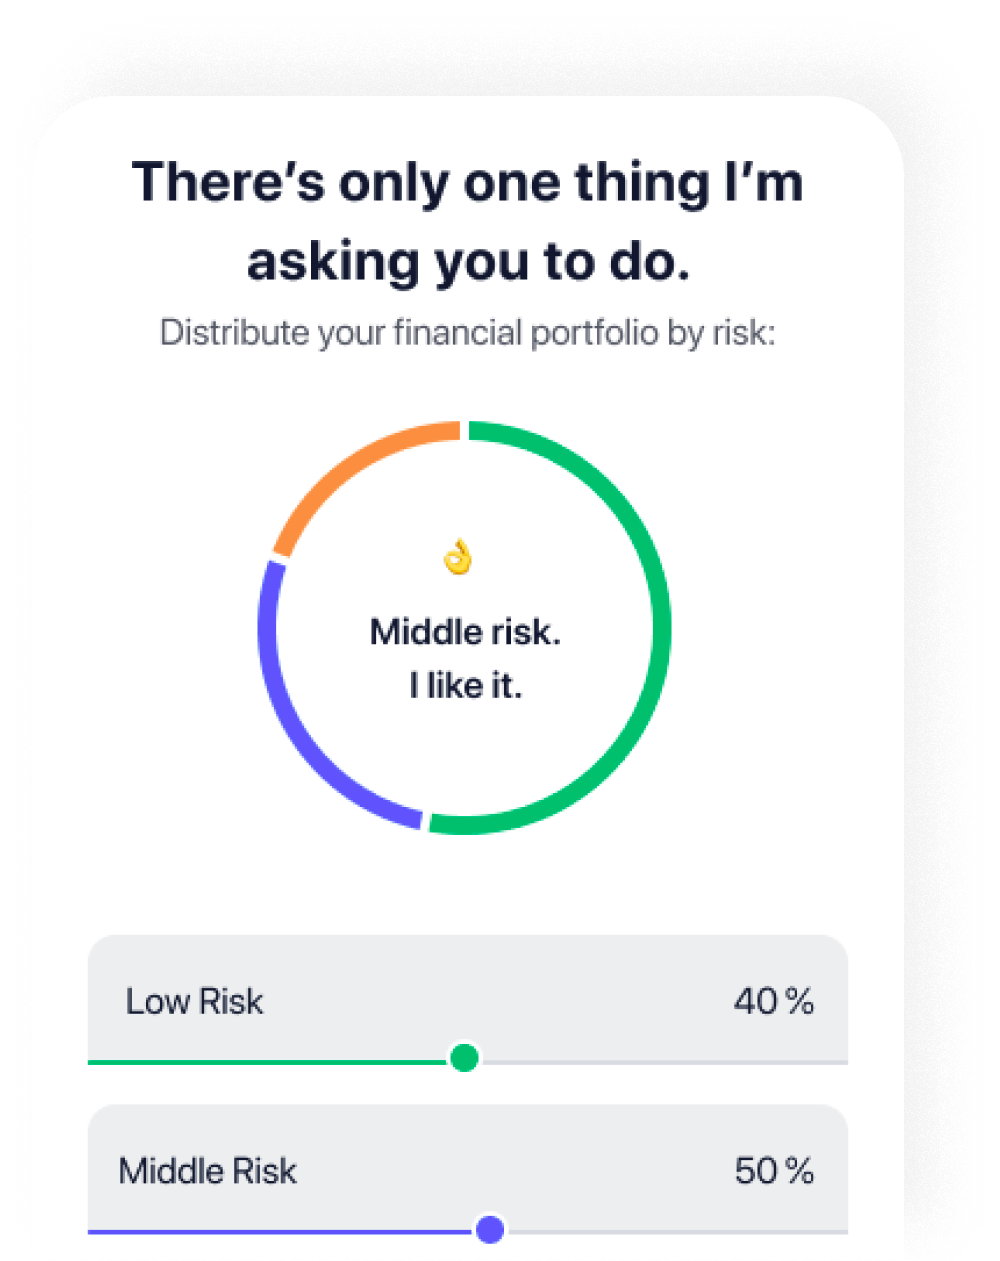 There’s only one thing I’m
asking you to do.
Distribute your financial portfolio by risk:
👌
Middle risk.
I like it.
Low Risk 40 %
Middle Risk 50 %